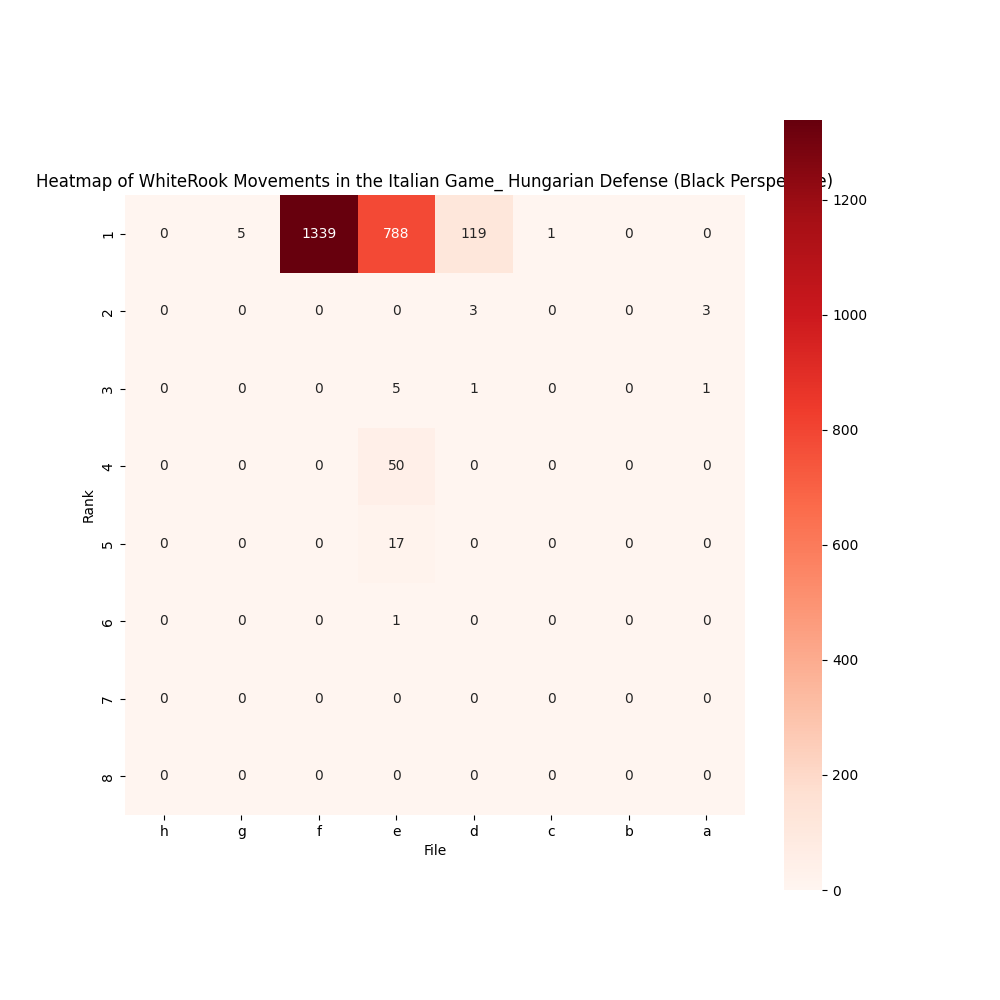 Heatmap of WhiteRook Movements in the Italian Game_ Hungarian Defense (Black
1 0 5 1339 788 119 1 0 0
2 0 0 0 0 3 0 0 3
3 0 0 0 5 1 0 0 1
4 0 0 0 50 0 0 0 0
Rank
5 0 0 0 17 0 0 0 0
6 0 0 0 1 0 0 0 0
7 0 0 0 0 0 0 0 0
8 0 0 0 0 0 0 0 0
h g f e d c b a
File
1200
1000
800
600
400
200
0